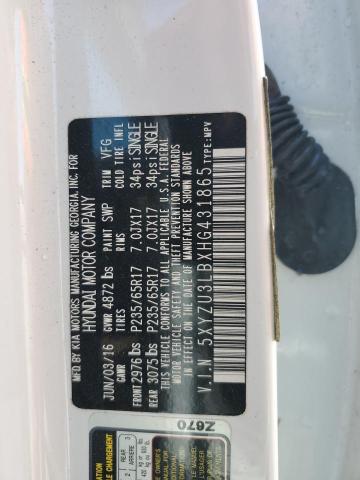 MFD BY KIA MOTORS MANUFACTURING GEORGIA, INC. FOR
HYUNDAI MOTOR COMPANY
JUN/03/16 GVWR 4872 lbs PAINT SWP TRIM VFG
GAWR TIRES RIMS COLD TIRE INFL
FRONT 2976 lbs P235/65R17 7.0JX17 34psiSINGLE
REAR 3075 lbs P235/65R17 7.0JX17 34psiSINGLE
THIS VEHICLE CONFORMS TO ALL APPLICABLE U.S.A. FEDERAL
MOTOR VEHICLE SAFETY AND THEFT PREVENTION STANDARDS
IN EFFECT ON THE DATE OF MANUFACTURE SHOWN ABOVE.
V.I.N 5XYZU3LBXHG431865 TYPE:MPV
Z670